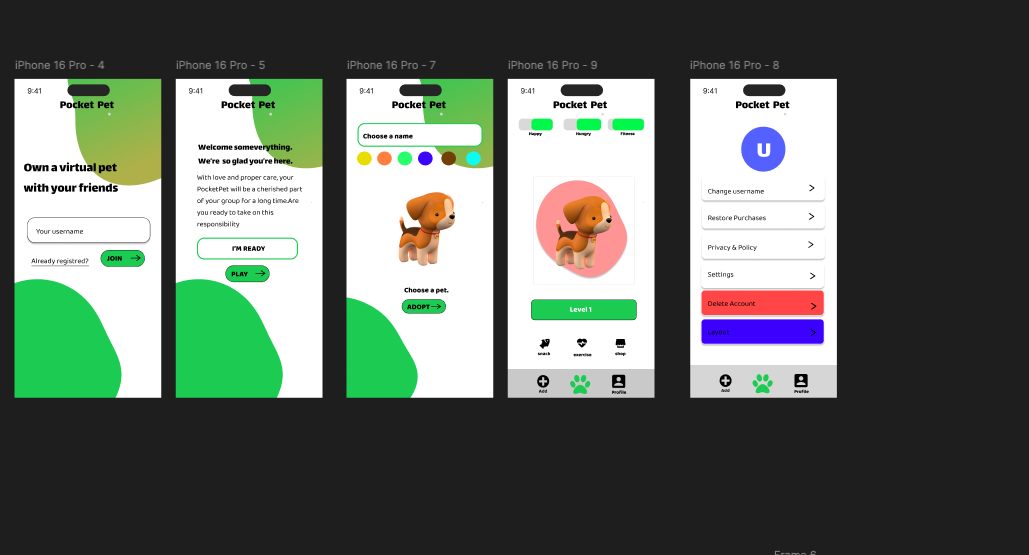 iPhone 16 Pro - 4
9:41
Pocket Pet
Own a virtual pet
with your friends
Your username
Already registred?
JOIN
iPhone 16 Pro - 5
9:41
Pocket Pet
Welcome someverything.
We're so glad you're here.
With love and proper care, your
PocketPet will be a cherished part
of your group for a long time.Are
you ready to take on this
responsibility
I'M READY
PLAY
iPhone 16 Pro - 7
9:41
Pocket Pet
Choose a name
Choose a pet.
ADOPT
iPhone 16 Pro - 9
9:41
Pocket Pet
Happy
Hungry
Fitness
Level 1
snack
exercise
shop
Add
Profile
iPhone 16 Pro - 8
9:41
Pocket Pet
U
Change username
Restore Purchases
Privacy & Policy
Settings
Delete Account
Layout
Add
Profile
Frame 6